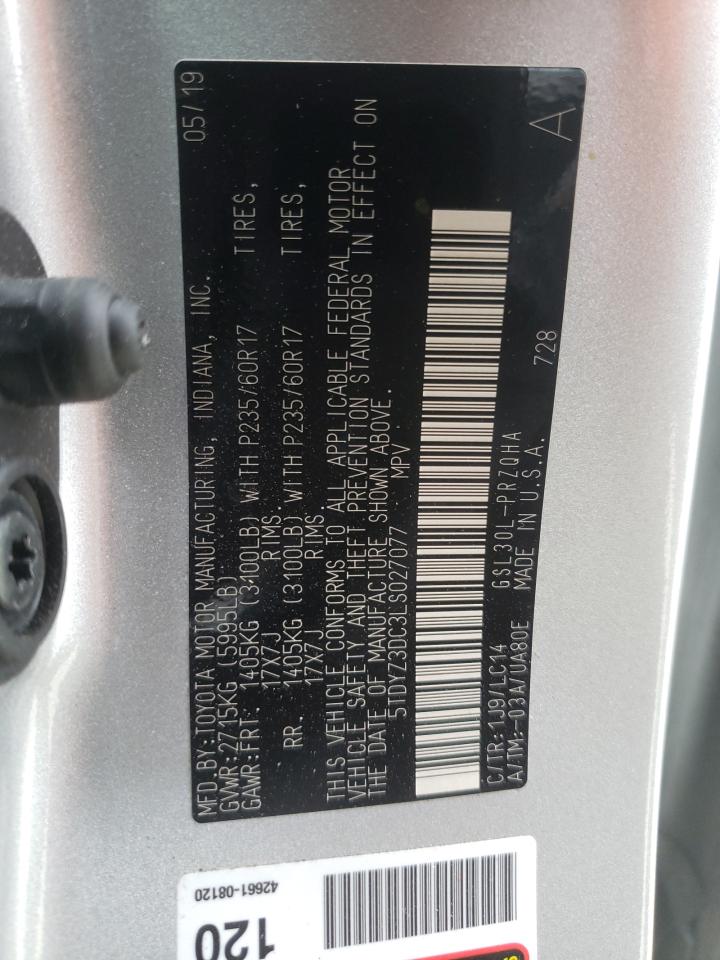 MFD.BY:TOYOTA MOTOR MANUFACTURING, INDIANA, INC. 05/19
GVWR:2715KG (5995LB)
GAWR:FRT: 1405KG (3100LB) WITH P235/60R17 TIRES,
17X7J RIMS.
RR. 1405KG (3100LB) WITH P235/60R17 TIRES,
17X7J RIMS.
THIS VEHICLE CONFORMS TO ALL APPLICABLE FEDERAL MOTOR
VEHICLE SAFETY AND THEFT PREVENTION STANDARDS IN EFFECT ON
THE DATE OF MANUFACTURE SHOWN ABOVE.
5TDYZ3DC3LS027077 MPV
C/TR:1J9/LC14 GSL30L-PRZQHA
A/TM:-03A/UA80E MADE IN U.S.A. 728 A
42661-08120
120